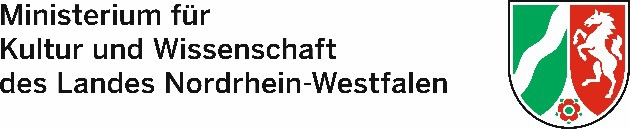 Ministerium für
Kultur und Wissenschaft
des Landes Nordrhein-Westfalen